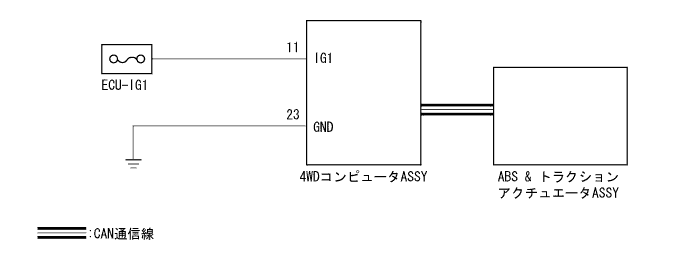 11
IG1
ECU-IG1
23
GND
4WDコンピュータASSY
ABS & トラクション
アクチュエータASSY
:CAN通信線